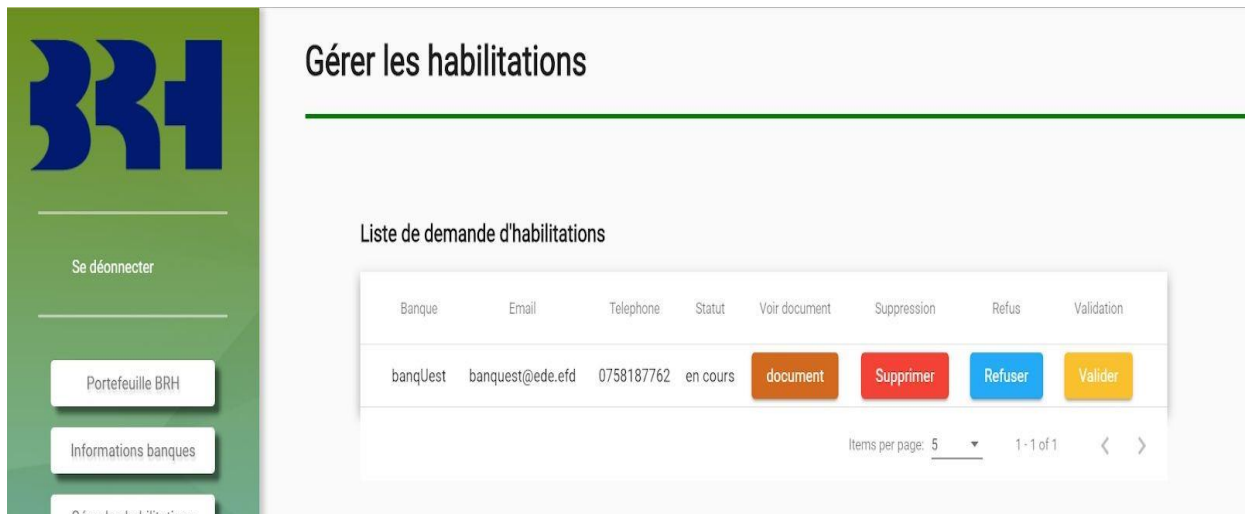 BRH
Gérer les habilitations
Se déonnecter
Portefeuille BRH
Informations banques
Liste de demande d'habilitations
Banque Email Telephone Statut Voir document Suppression Refus Validation
banqUest banquest@ede.efd 0758187762 en cours document Supprimer Refuser Valider
Items per page: 5 1 - 1 of 1